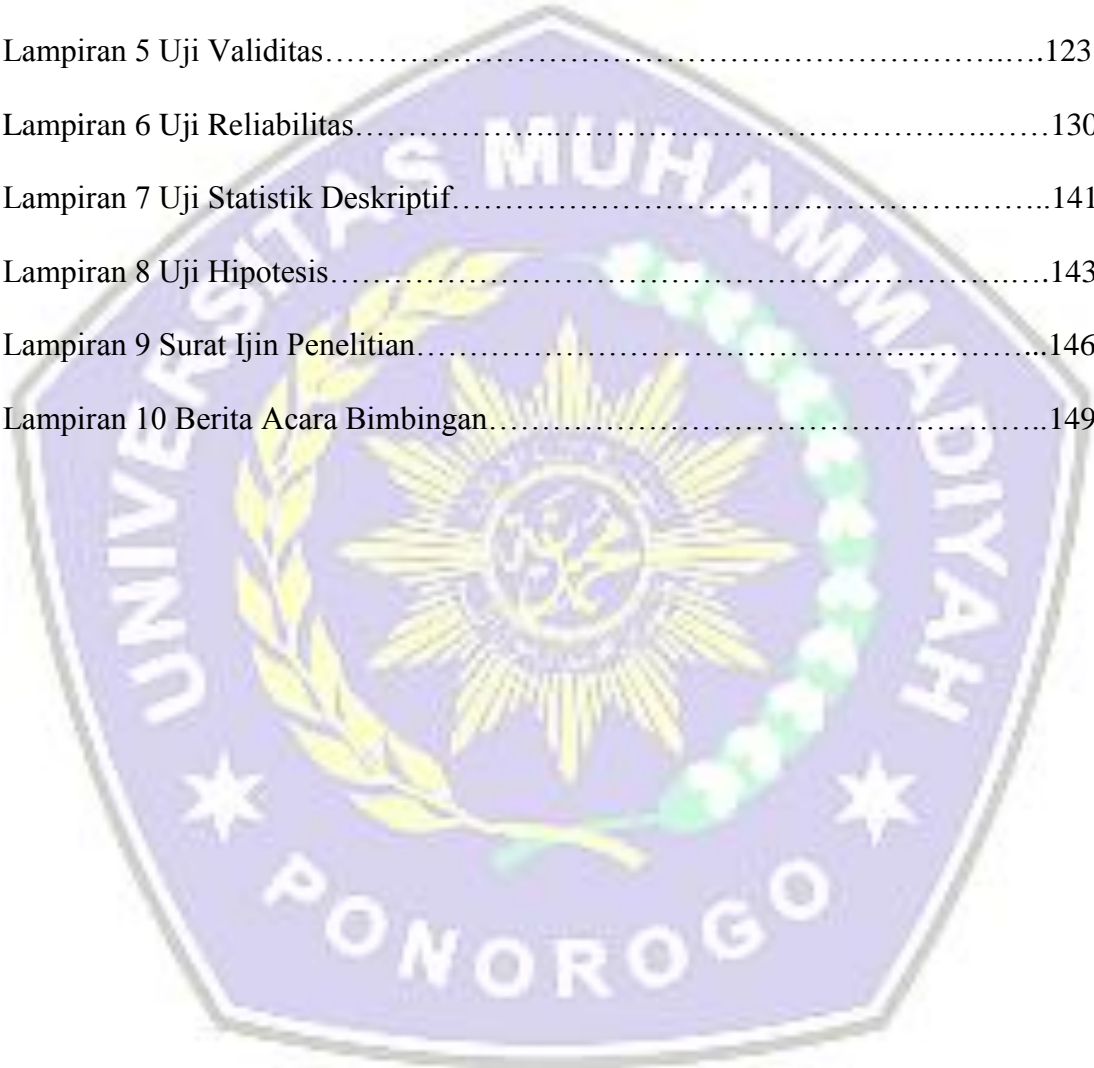 Lampiran 5 Uji Validitas……………………………………………………………….….123
Lampiran 6 Uji Reliabilitas……………….…………………………………….……130
Lampiran 7 Uji Statistik Deskriptif…………………………………………….…..141
Lampiran 8 Uji Hipotesis…………………………………………………………….….143
Lampiran 9 Surat Ijin Penelitian……………………………………………………...146
Lampiran 10 Berita Acara Bimbingan………………………………………………..149
UNIVERSITAS MUHAMMADIYAH
PONOROGO